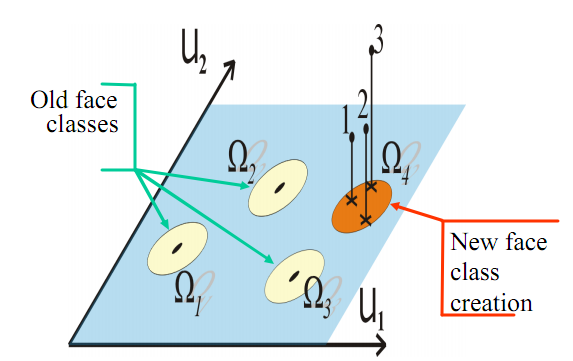 U₂
3
Old face
classes
1 2
Ω₂
Ω₄
New face
class
creation
Ω₁
Ω₃
U₁